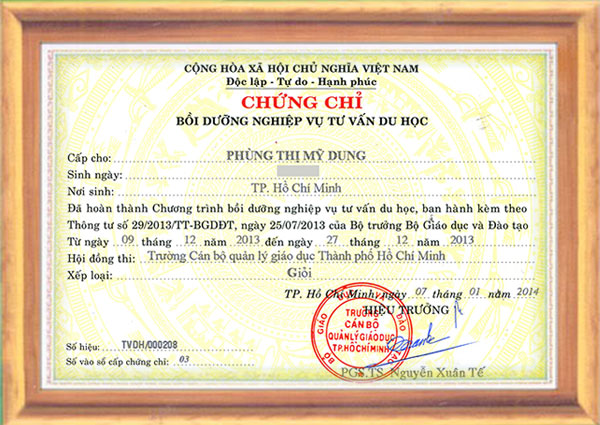 CỘNG HÒA XÃ HỘI CHỦ NGHĨA VIỆT NAM
Độc lập - Tự do - Hạnh phúc
CHỨNG CHỈ
BỒI DƯỠNG NGHIỆP VỤ TƯ VẤN DU HỌC
Cấp cho: PHÙNG THỊ MỸ DUNG
Sinh ngày:
Nơi sinh: TP. Hồ Chí Minh
Đã hoàn thành Chương trình bồi dưỡng nghiệp vụ tư vấn du học, ban hành kèm theo
Thông tư số 29/2013/TT-BGDĐT, ngày 25/07/2013 của Bộ trưởng Bộ Giáo dục và Đào tạo
Từ ngày 09 tháng 12 năm 2013 đến ngày 27 tháng 12 năm 2013
Hội đồng thi: Trường Cán bộ quản lý giáo dục Thành phố Hồ Chí Minh
Xếp loại: Giỏi
TP. Hồ Chí Minh, ngày 07 tháng 01 năm 2014
HIỆU TRƯỞNG
BỘ GIÁO DỤC VÀ ĐÀO TẠO
TRƯỜNG
CÁN BỘ
QUẢN LÝ GIÁO DỤC
T.P. HỒ CHÍ MINH
Số hiệu: TVDH/000208
Số vào sổ cấp chứng chỉ: 03
PGS.TS. Nguyễn Xuân Tế